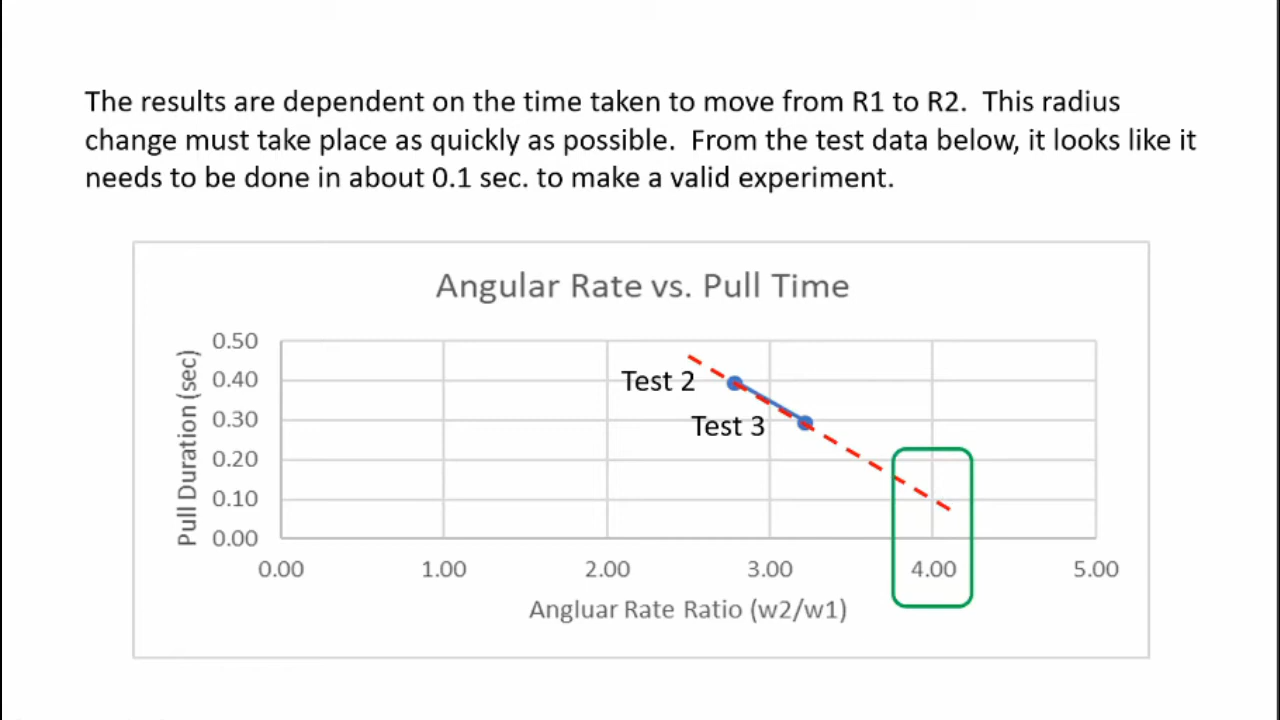 The results are dependent on the time taken to move from R1 to R2.  This radius
change must take place as quickly as possible.  From the test data below, it looks like it
needs to be done in about 0.1 sec. to make a valid experiment.
Angular Rate vs. Pull Time
Pull Duration (sec)
0.50
0.40
0.30
0.20
0.10
0.00
Test 2
Test 3
0.00 1.00 2.00 3.00 4.00 5.00
Angluar Rate Ratio (w2/w1)